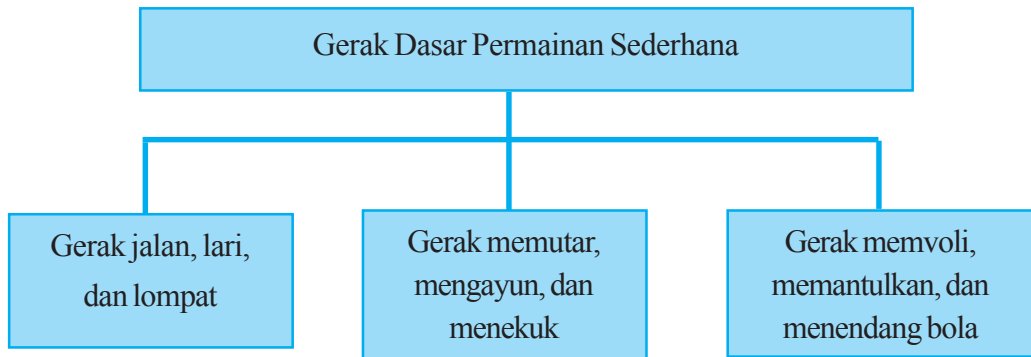 Gerak Dasar Permainan Sederhana
Gerak jalan, lari,
dan lompat
Gerak memutar,
mengayun, dan
menekuk
Gerak memvoli,
memantulkan, dan
menendang bola